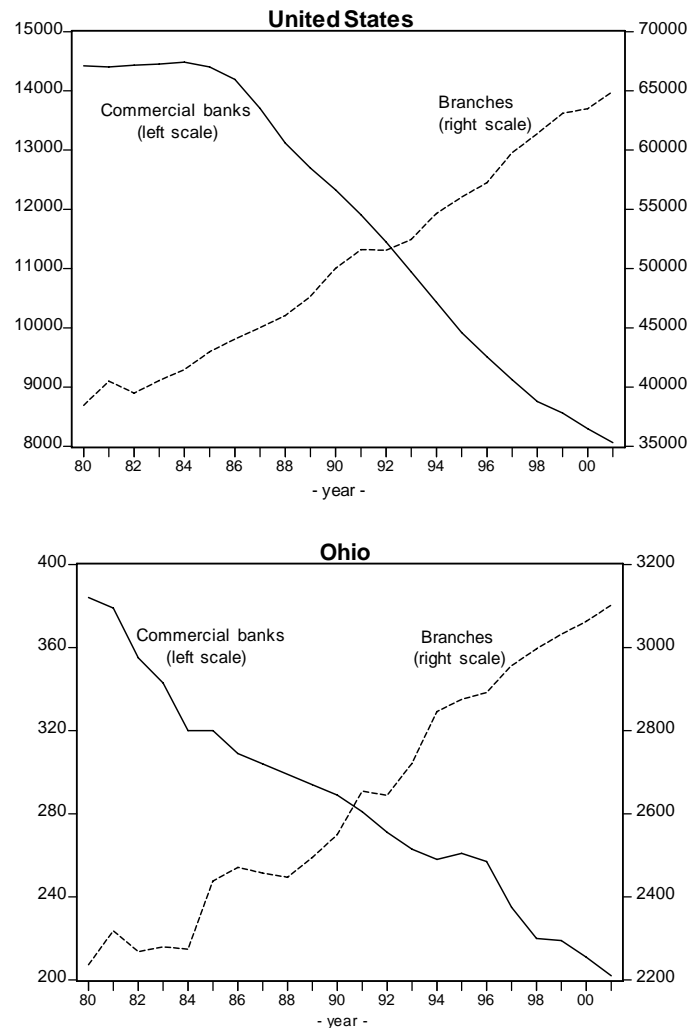 United States
15000 70000
14000 65000
Commercial banks
(left scale)
Branches
(right scale)
13000 60000
12000 55000
11000 50000
10000 45000
9000 40000
8000 35000
80 82 84 86 88 90 92 94 96 98 00
- year -
Ohio
400 3200
360 3000
Commercial banks
(left scale)
Branches
(right scale)
320 2800
280 2600
240 2400
200 2200
80 82 84 86 88 90 92 94 96 98 00
- year -